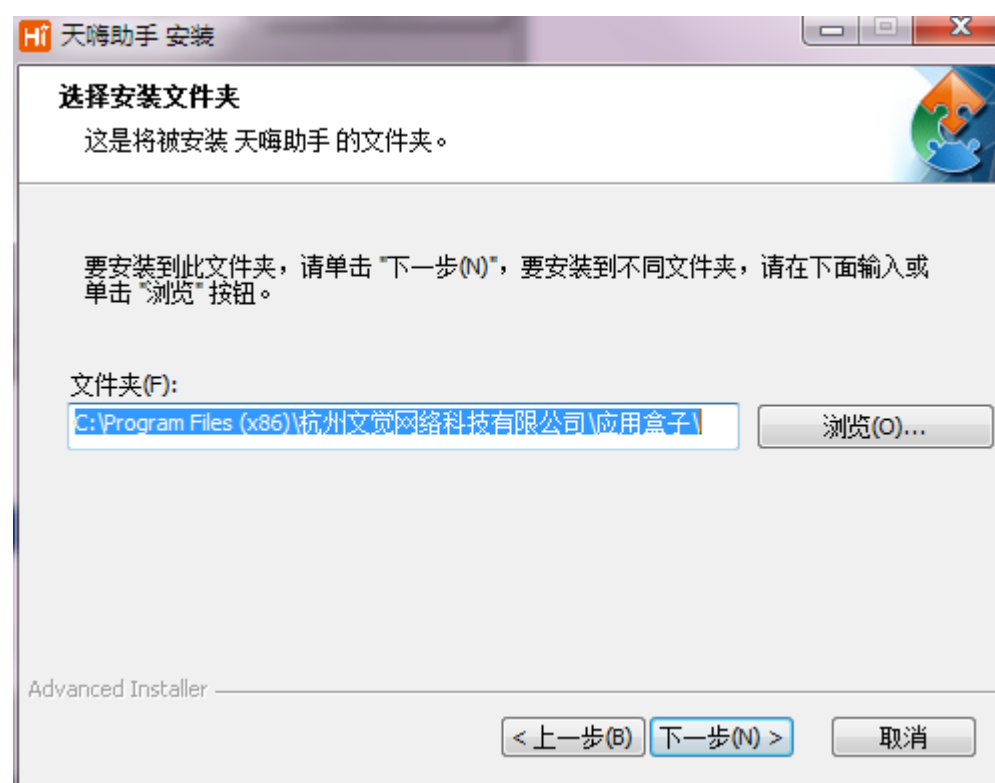 Hi 天嗨助手 安装
选择安装文件夹
这是将被安装 天嗨助手 的文件夹。
要安装到此文件夹，请单击 "下一步(N)"，要安装到不同文件夹，请在下面输入或
单击 "浏览" 按钮。
文件夹(F):
C:\Program Files (x86)\杭州文觉网络科技有限公司\应用盒子\
浏览(O)...
Advanced Installer
< 上一步(B) 下一步(N) > 取消